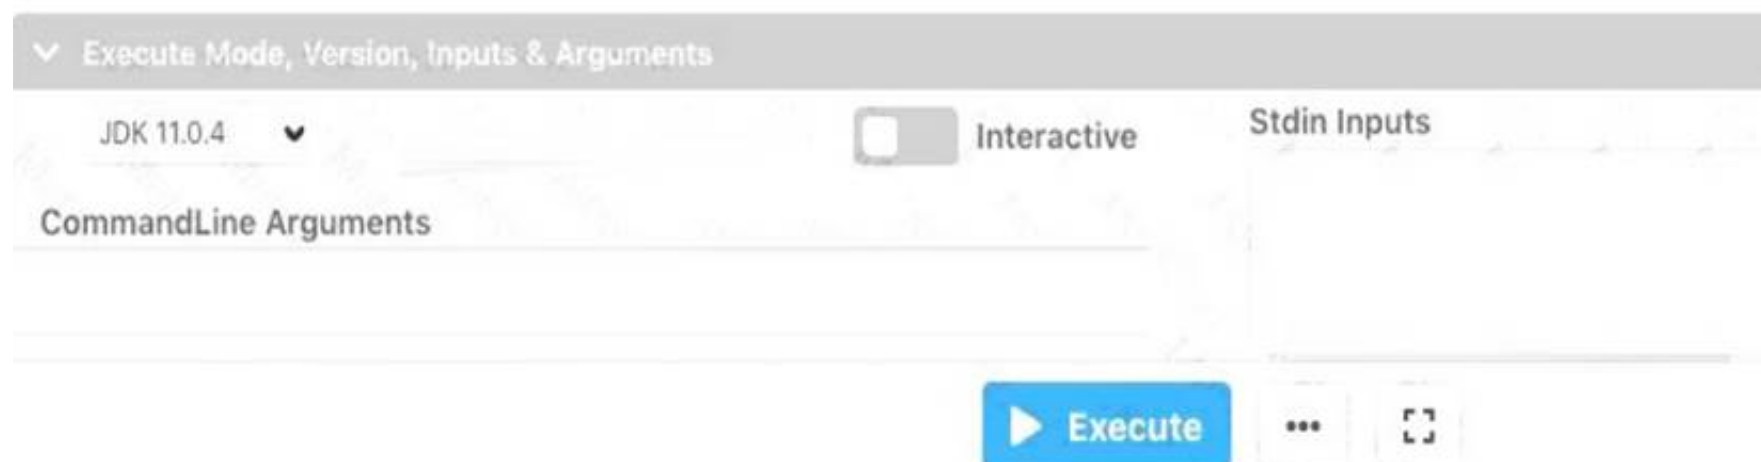 Execute Mode, Version, Inputs & Arguments
JDK 11.0.4
Interactive
Stdin Inputs
CommandLine Arguments
Execute